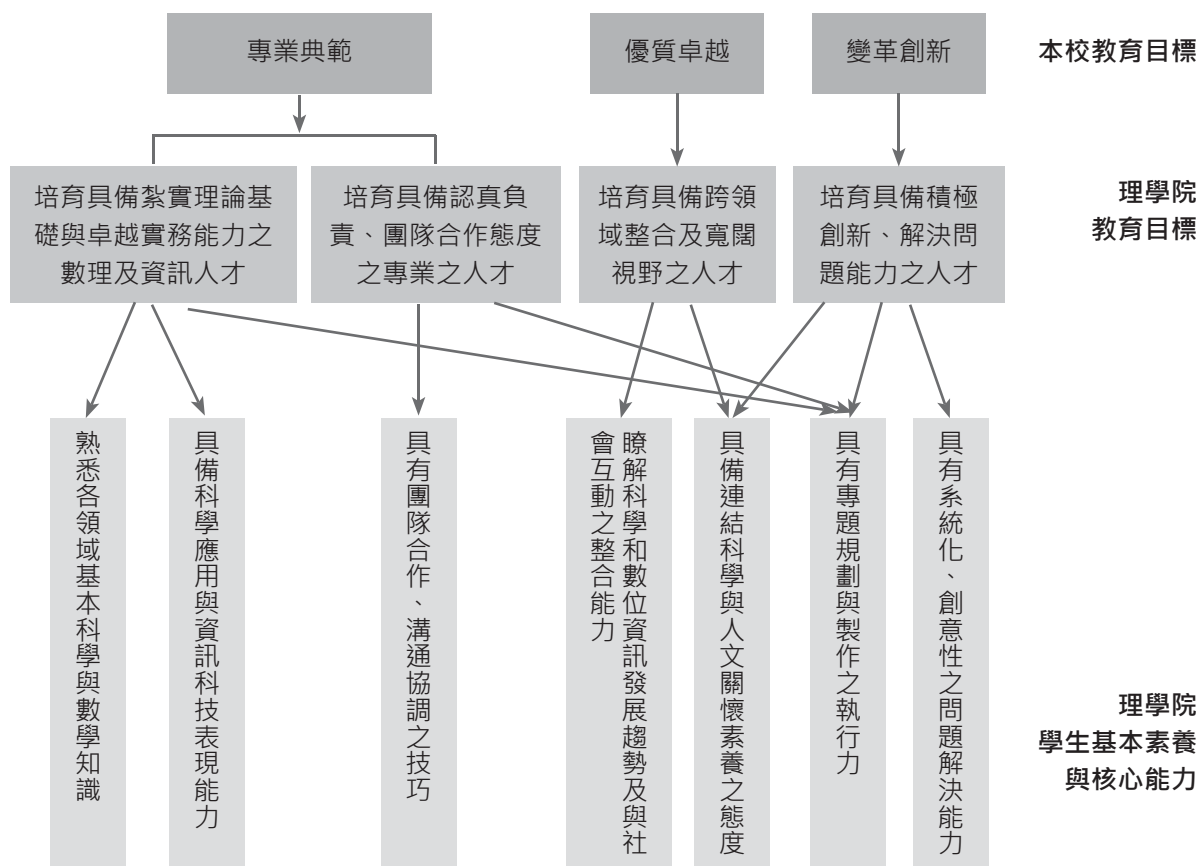 專業典範
優質卓越
變革創新
本校教育目標
培育具備紮實理論基
礎與卓越實務能力之
數理及資訊人才
培育具備認真負
責、團隊合作態度
之專業之人才
培育具備跨領
域整合及寬闊
視野之人才
培育具備積極
創新、解決問
題能力之人才
理學院
教育目標
熟悉各領域基本科學與數學知識
具備科學應用與資訊科技表現能力
具有團隊合作、溝通協調之技巧
瞭解科學和數位資訊發展趨勢及與社
會互動之整合能力
具備連結科學與人文關懷素養之態度
具有專題規劃與製作之執行力
具有系統化、創意性之問題解決能力
理學院
學生基本素養
與核心能力